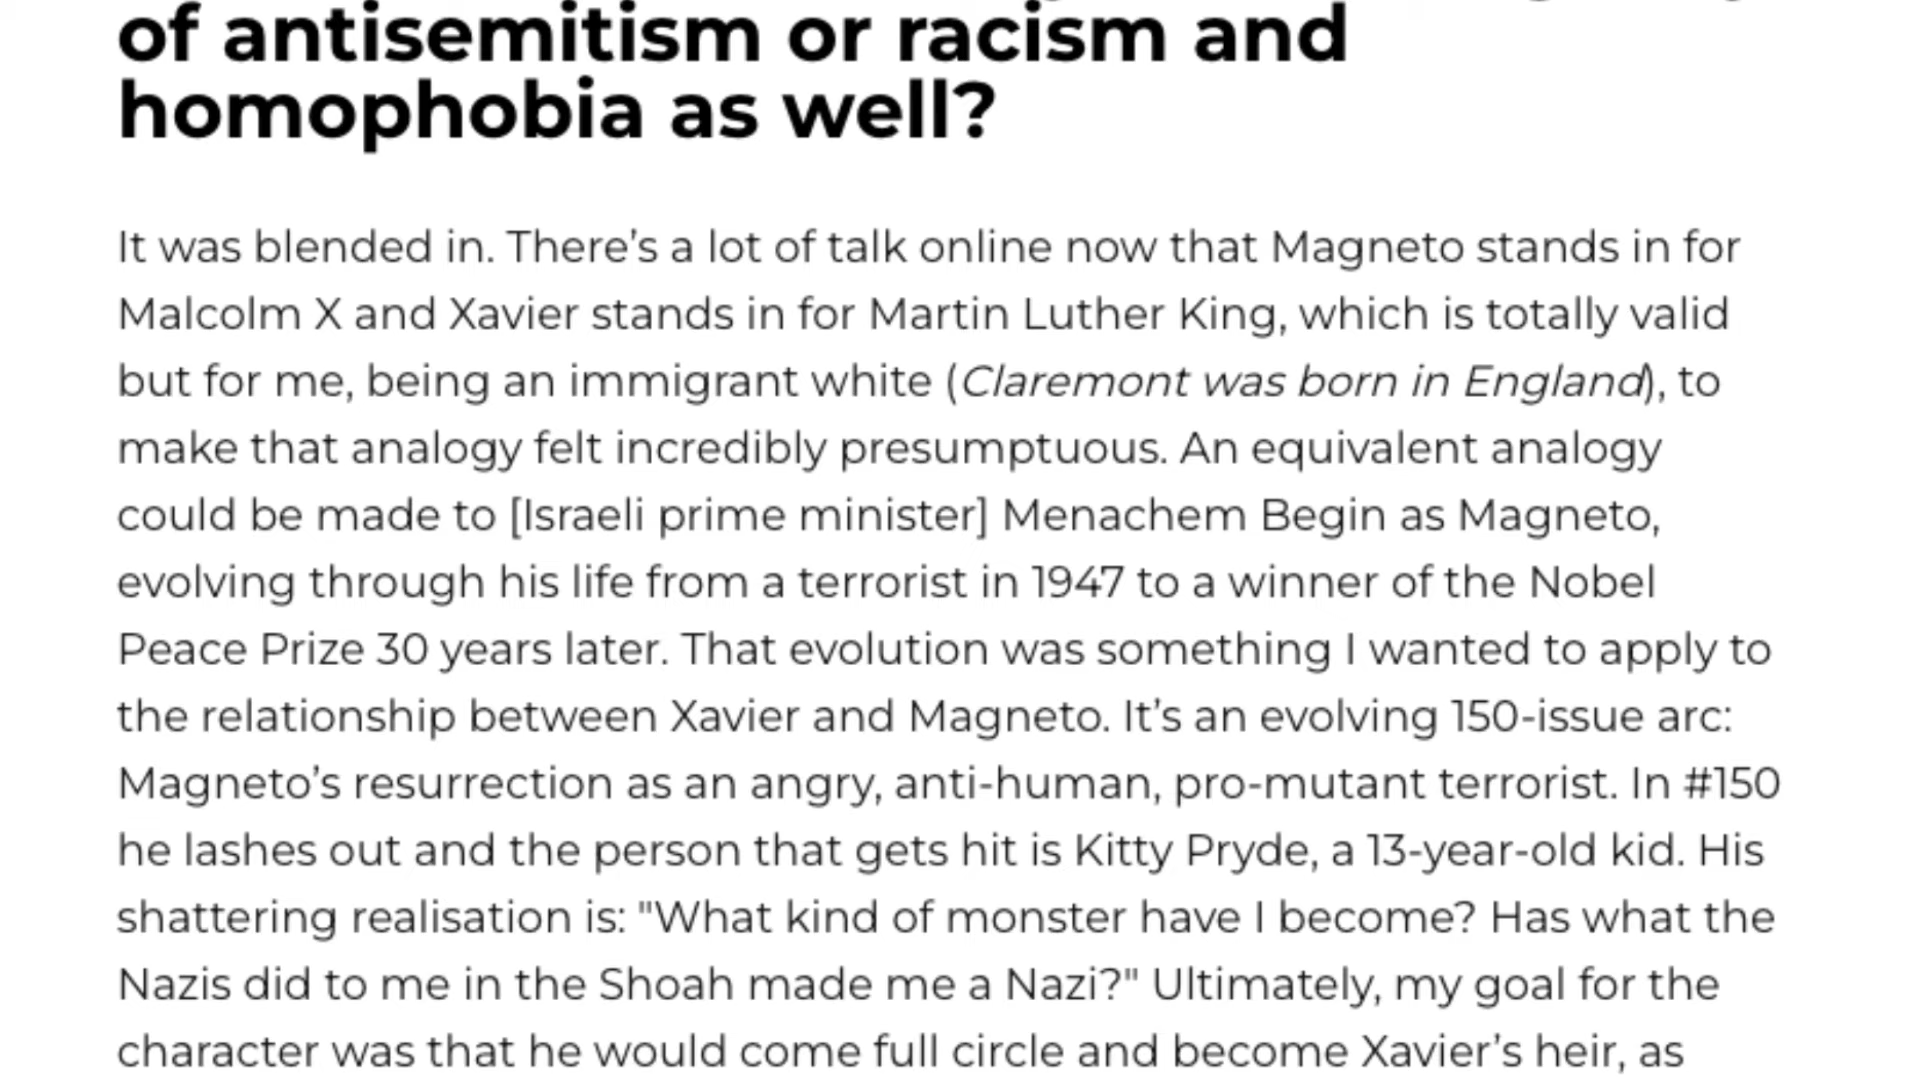 of antisemitism or racism and
homophobia as well?
It was blended in. There’s a lot of talk online now that Magneto stands in for
Malcolm X and Xavier stands in for Martin Luther King, which is totally valid
but for me, being an immigrant white (Claremont was born in England), to
make that analogy felt incredibly presumptuous. An equivalent analogy
could be made to [Israeli prime minister] Menachem Begin as Magneto,
evolving through his life from a terrorist in 1947 to a winner of the Nobel
Peace Prize 30 years later. That evolution was something I wanted to apply to
the relationship between Xavier and Magneto. It’s an evolving 150-issue arc:
Magneto’s resurrection as an angry, anti-human, pro-mutant terrorist. In #150
he lashes out and the person that gets hit is Kitty Pryde, a 13-year-old kid. His
shattering realisation is: "What kind of monster have I become? Has what the
Nazis did to me in the Shoah made me a Nazi?" Ultimately, my goal for the
character was that he would come full circle and become Xavier’s heir, as